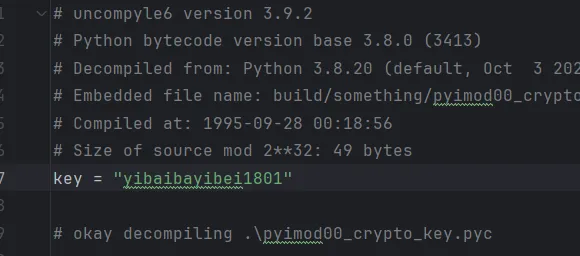 1 # uncompyle6 version 3.9.2
2 # Python bytecode version base 3.8.0 (3413)
3 # Decompiled from: Python 3.8.20 (default, Oct  3 202
4 # Embedded file name: build/something/pyimod00_crypto
5 # Compiled at: 1995-09-28 00:18:56
6 # Size of source mod 2**32: 49 bytes
7 key = "yibaibayibei1801"
8
9 # okay decompiling .\pyimod00_crypto_key.pyc